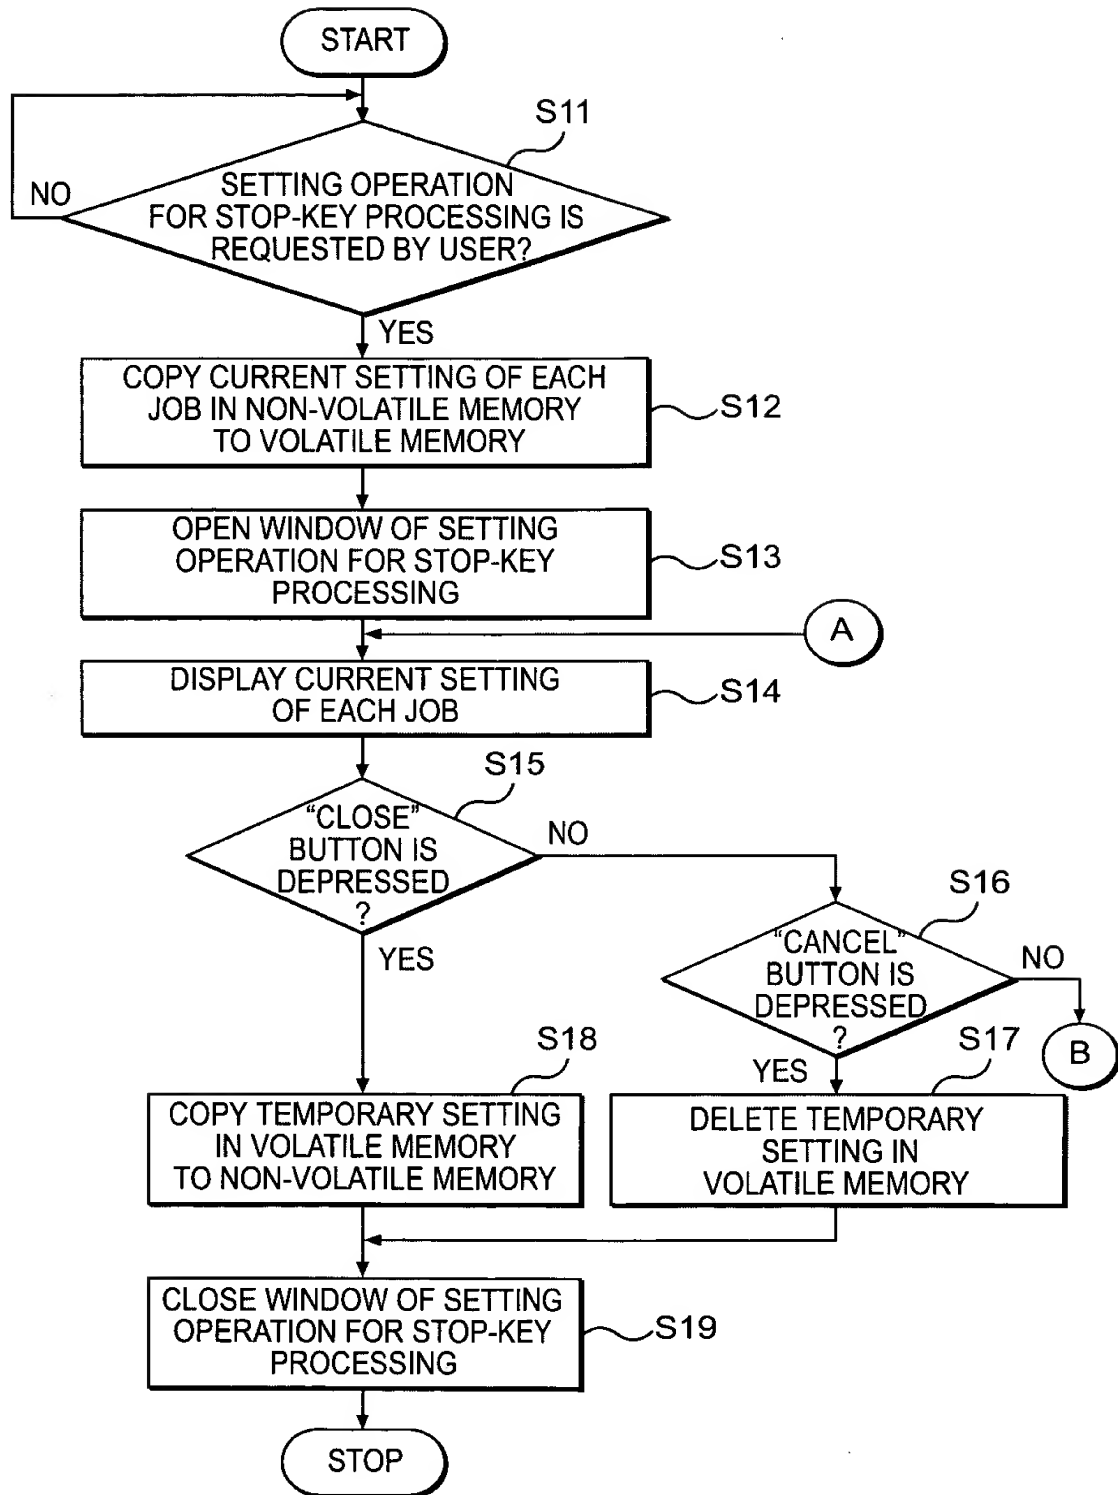 START
S11
NO
SETTING OPERATION
FOR STOP-KEY PROCESSING IS
REQUESTED BY USER?
YES
COPY CURRENT SETTING OF EACH
JOB IN NON-VOLATILE MEMORY
TO VOLATILE MEMORY
S12
OPEN WINDOW OF SETTING
OPERATION FOR STOP-KEY
PROCESSING
S13
A
DISPLAY CURRENT SETTING
OF EACH JOB
S14
S15
"CLOSE"
BUTTON IS
DEPRESSED
?
NO
YES
S16
"CANCEL"
BUTTON IS
DEPRESSED
?
NO
B
YES
S18
COPY TEMPORARY SETTING
IN VOLATILE MEMORY
TO NON-VOLATILE MEMORY
S17
DELETE TEMPORARY
SETTING IN
VOLATILE MEMORY
CLOSE WINDOW OF SETTING
OPERATION FOR STOP-KEY
PROCESSING
S19
STOP